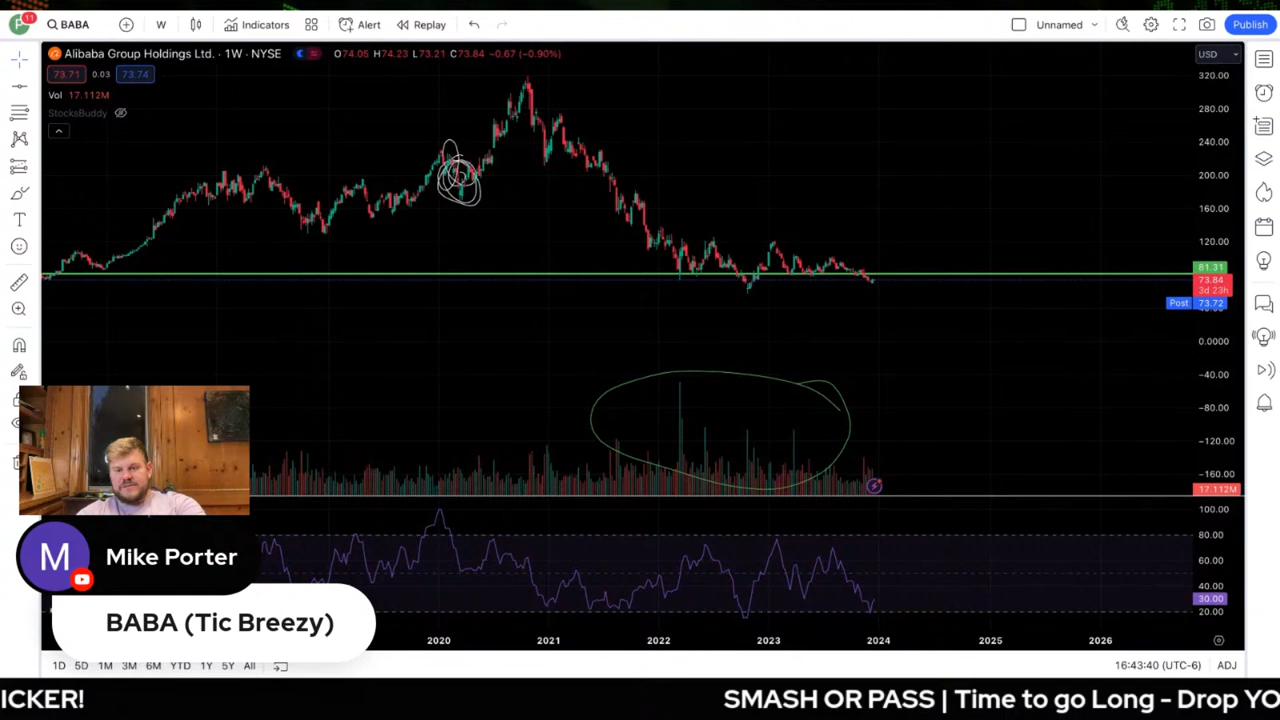 11
BABA
W
Indicators
Alert
Replay
Unnamed
Publish
Alibaba Group Holdings Ltd. · 1W · NYSE
O74.05 H74.23 L73.21 C73.84 −0.67 (−0.90%)
USD
73.71 0.03 73.74
Vol 17.112M
StocksBuddy
320.00
280.00
240.00
200.00
160.00
120.00
81.31
73.84
3d 23h
Post 73.72
0.0000
−40.00
−80.00
−120.00
−160.00
17.112M
100.00
80.00
60.00
40.00
30.00
20.00
M
Mike Porter
BABA (Tic Breezy)
2020 2021 2022 2023 2024 2025 2026
1D 5D 1M 3M 6M YTD 1Y 5Y All
16:43:40 (UTC-6) ADJ
ICKER!
SMASH OR PASS | Time to go Long - Drop YO